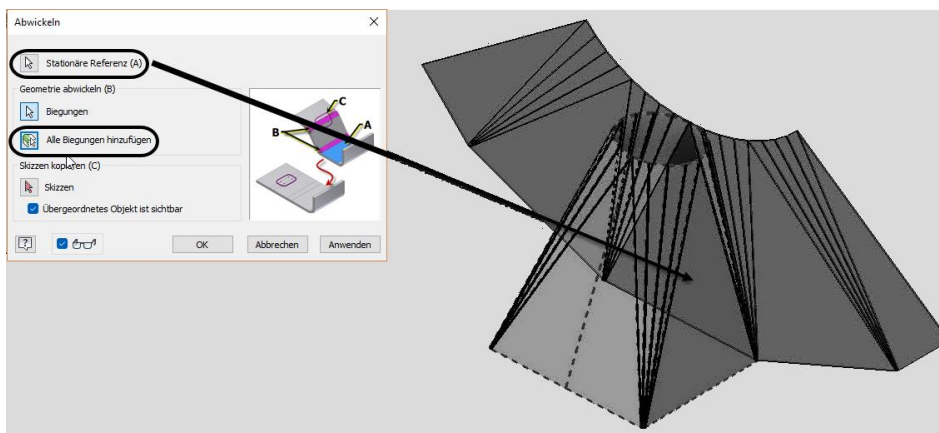 Abwickeln
Stationäre Referenz (A)
Geometrie abwickeln (B)
Biegungen
Alle Biegungen hinzufügen
Skizzen kopieren (C)
Skizzen
Übergeordnetes Objekt ist sichtbar
C
B
A
?
OK
Abbrechen
Anwenden